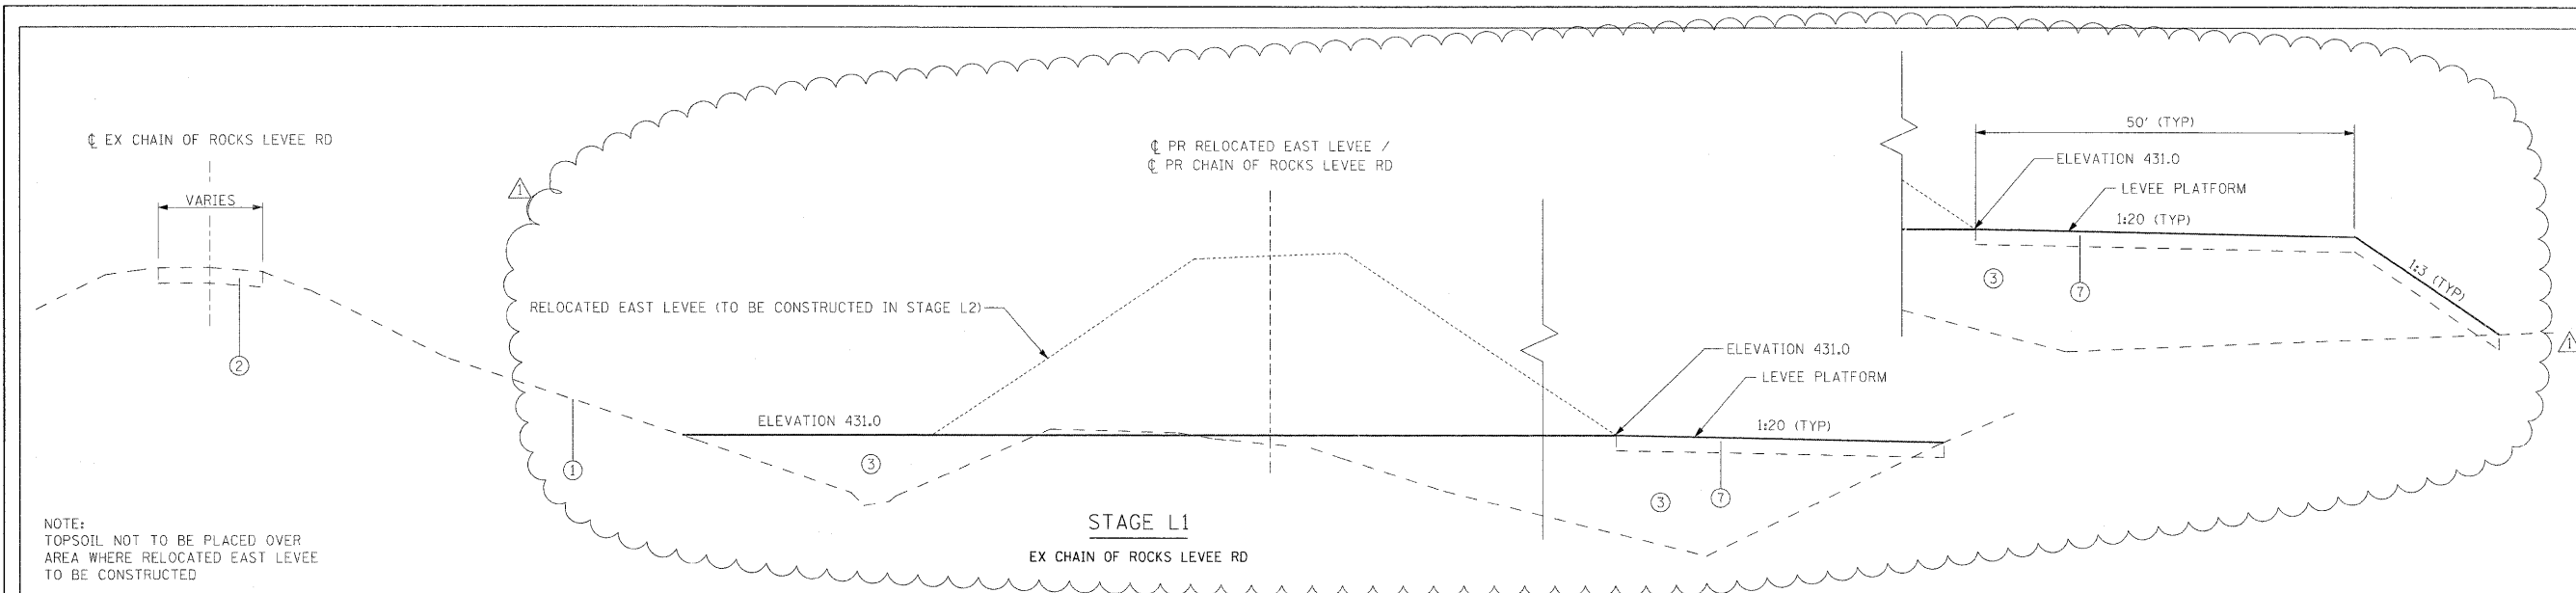 ℄ EX CHAIN OF ROCKS LEVEE RD
VARIES
2
1
1
℄ PR RELOCATED EAST LEVEE /
℄ PR CHAIN OF ROCKS LEVEE RD
RELOCATED EAST LEVEE (TO BE CONSTRUCTED IN STAGE L2)
ELEVATION 431.0
3
50' (TYP)
ELEVATION 431.0
LEVEE PLATFORM
1:20 (TYP)
1:3 (TYP)
3
7
1
ELEVATION 431.0
LEVEE PLATFORM
1:20 (TYP)
3
7
STAGE L1
EX CHAIN OF ROCKS LEVEE RD
NOTE:
TOPSOIL NOT TO BE PLACED OVER
AREA WHERE RELOCATED EAST LEVEE
TO BE CONSTRUCTED